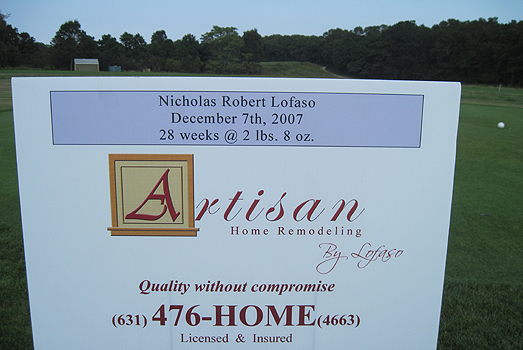 Nicholas Robert Lofaso
December 7th, 2007
28 weeks @ 2 lbs. 8 oz.
Artisan
Home Remodeling
By Lofaso
Quality without compromise
(631) 476-HOME(4663)
Licensed & Insured